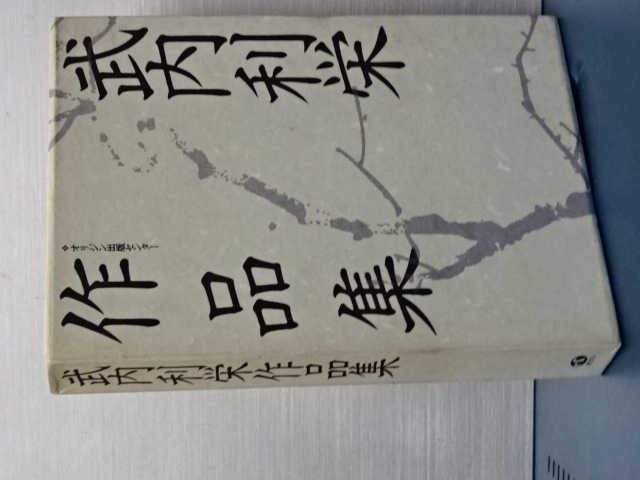 武内利栄
❖オリジン出版センター
作品集
武内利栄作品集